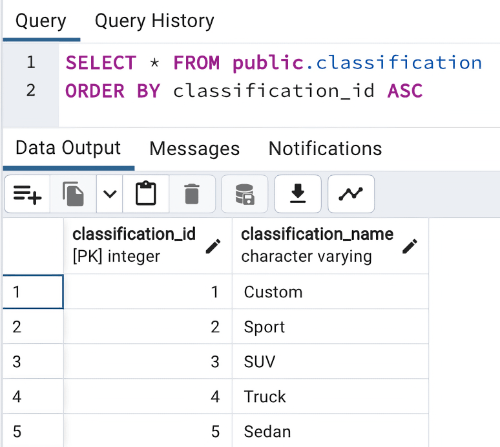 Query Query History
1 SELECT * FROM public.classification
2 ORDER BY classification_id ASC
Data Output Messages Notifications
classification_id classification_name
[PK] integer character varying
1 1 Custom
2 2 Sport
3 3 SUV
4 4 Truck
5 5 Sedan